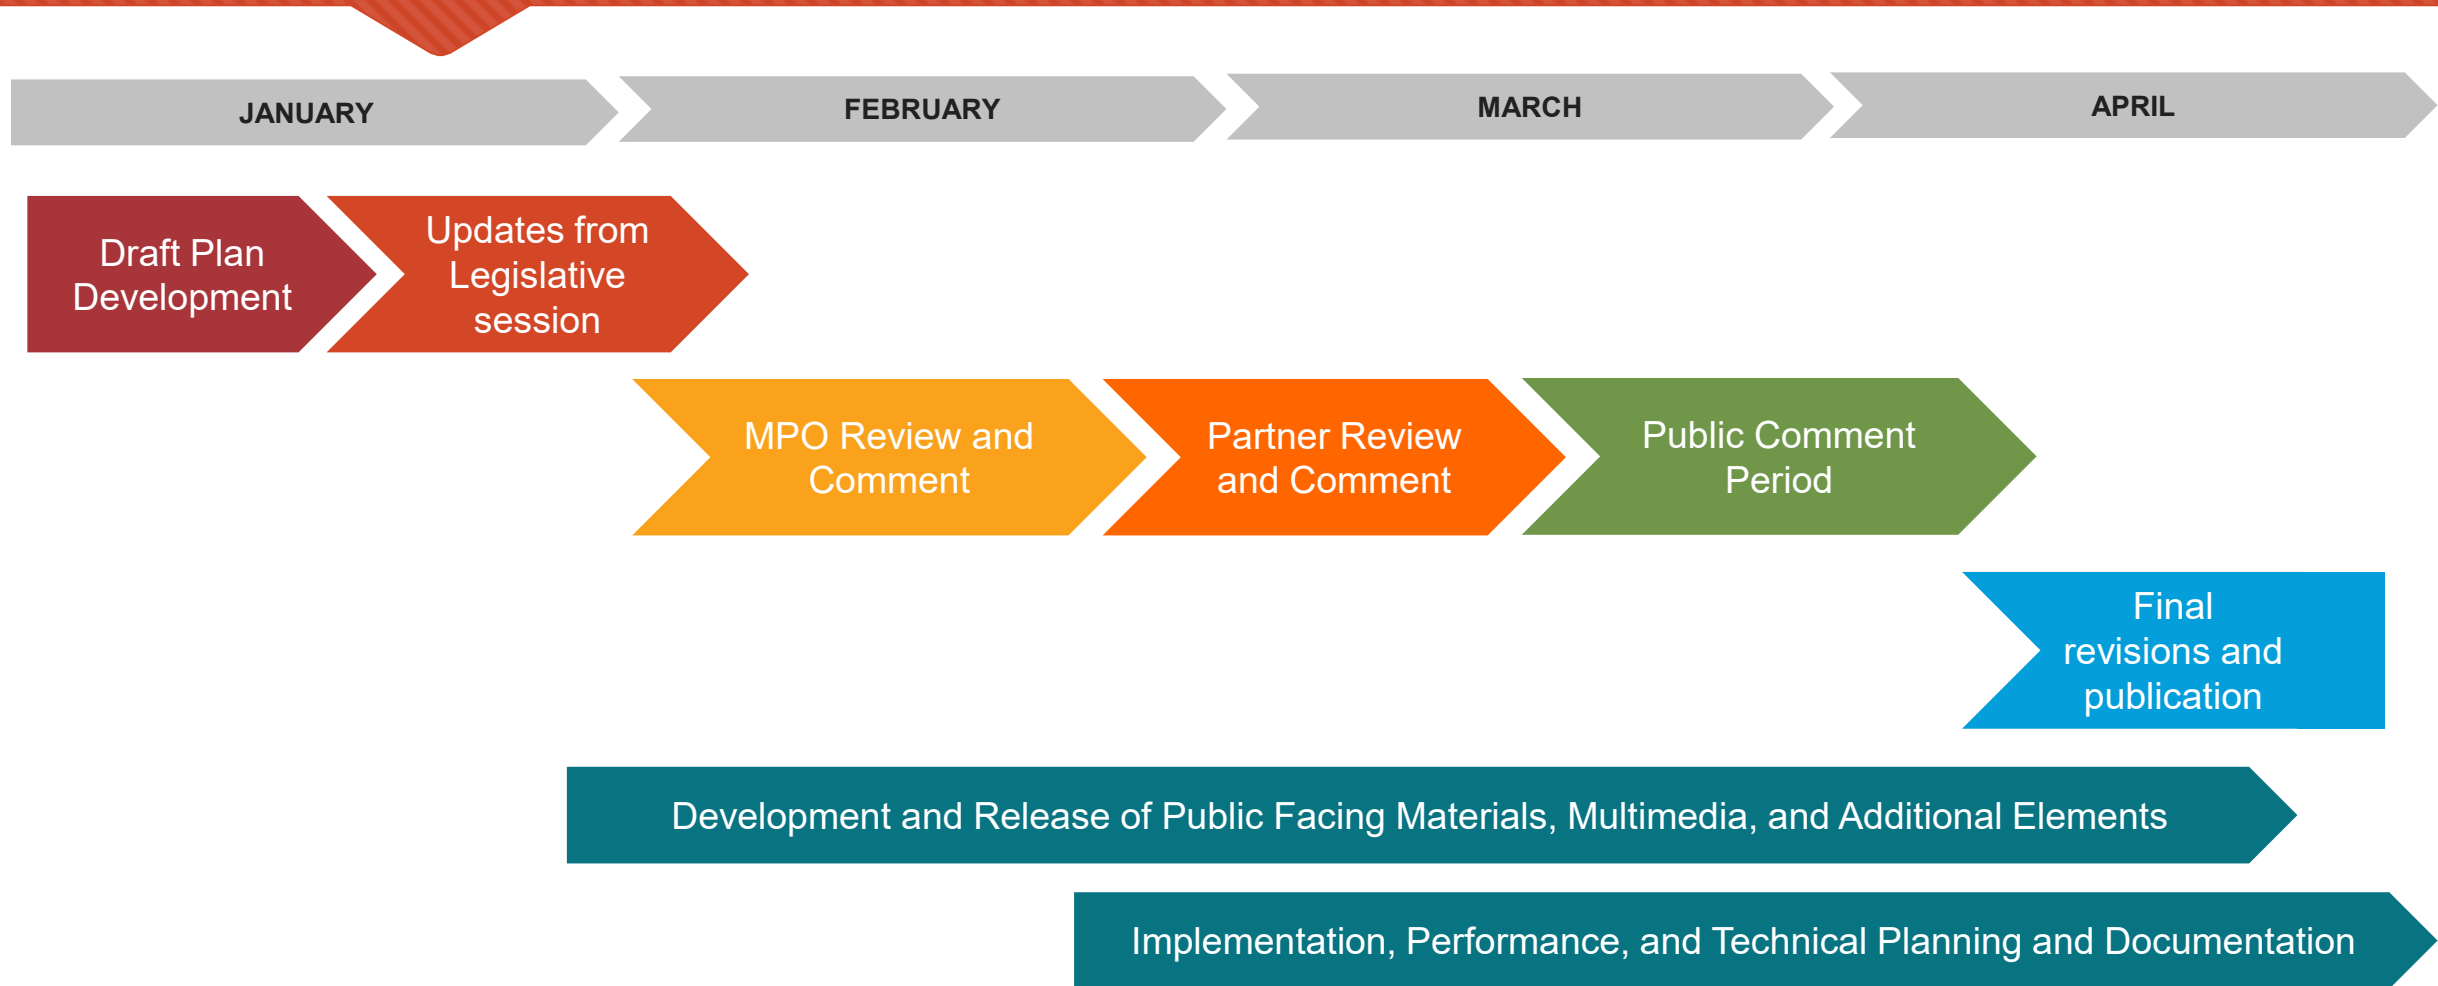 JANUARY
FEBRUARY
MARCH
APRIL
Draft Plan
Development
Updates from
Legislative
session
MPO Review and
Comment
Partner Review
and Comment
Public Comment
Period
Final
revisions and
publication
Development and Release of Public Facing Materials, Multimedia, and Additional Elements
Implementation, Performance, and Technical Planning and Documentation